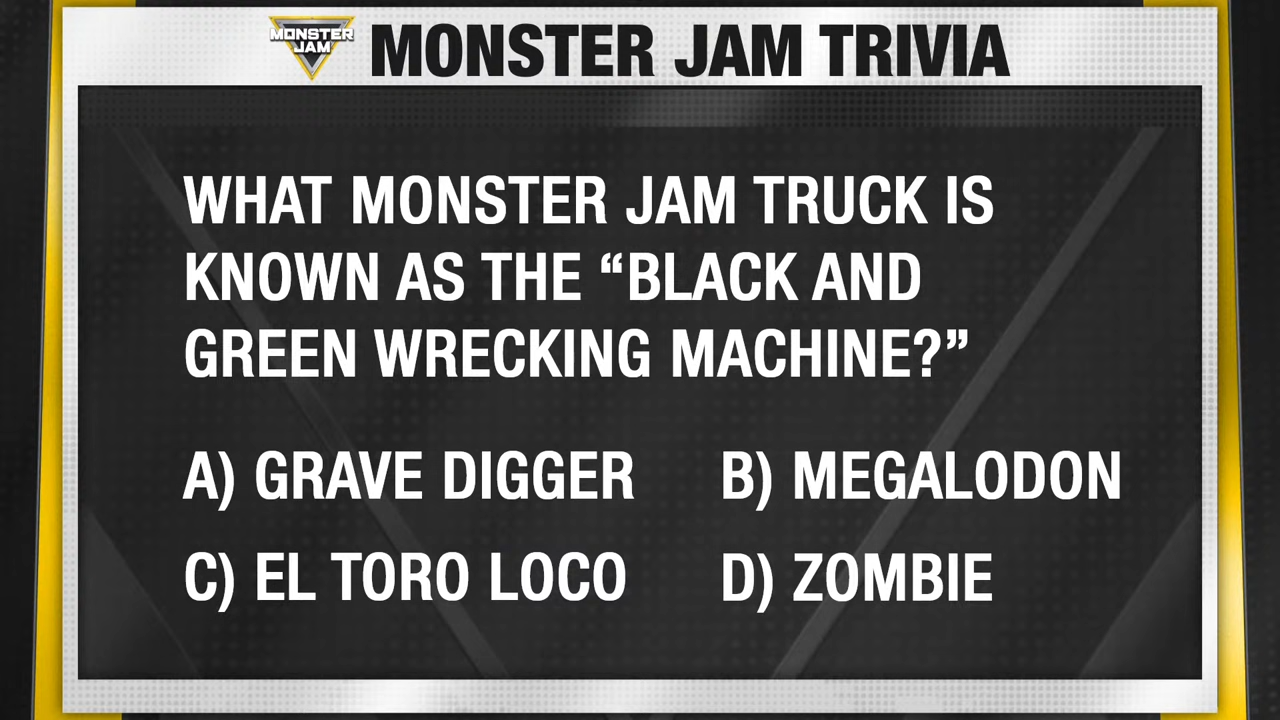 MONSTER
JAM
MONSTER JAM TRIVIA
WHAT MONSTER JAM TRUCK IS
KNOWN AS THE “BLACK AND
GREEN WRECKING MACHINE?”
A) GRAVE DIGGER B) MEGALODON
C) EL TORO LOCO D) ZOMBIE